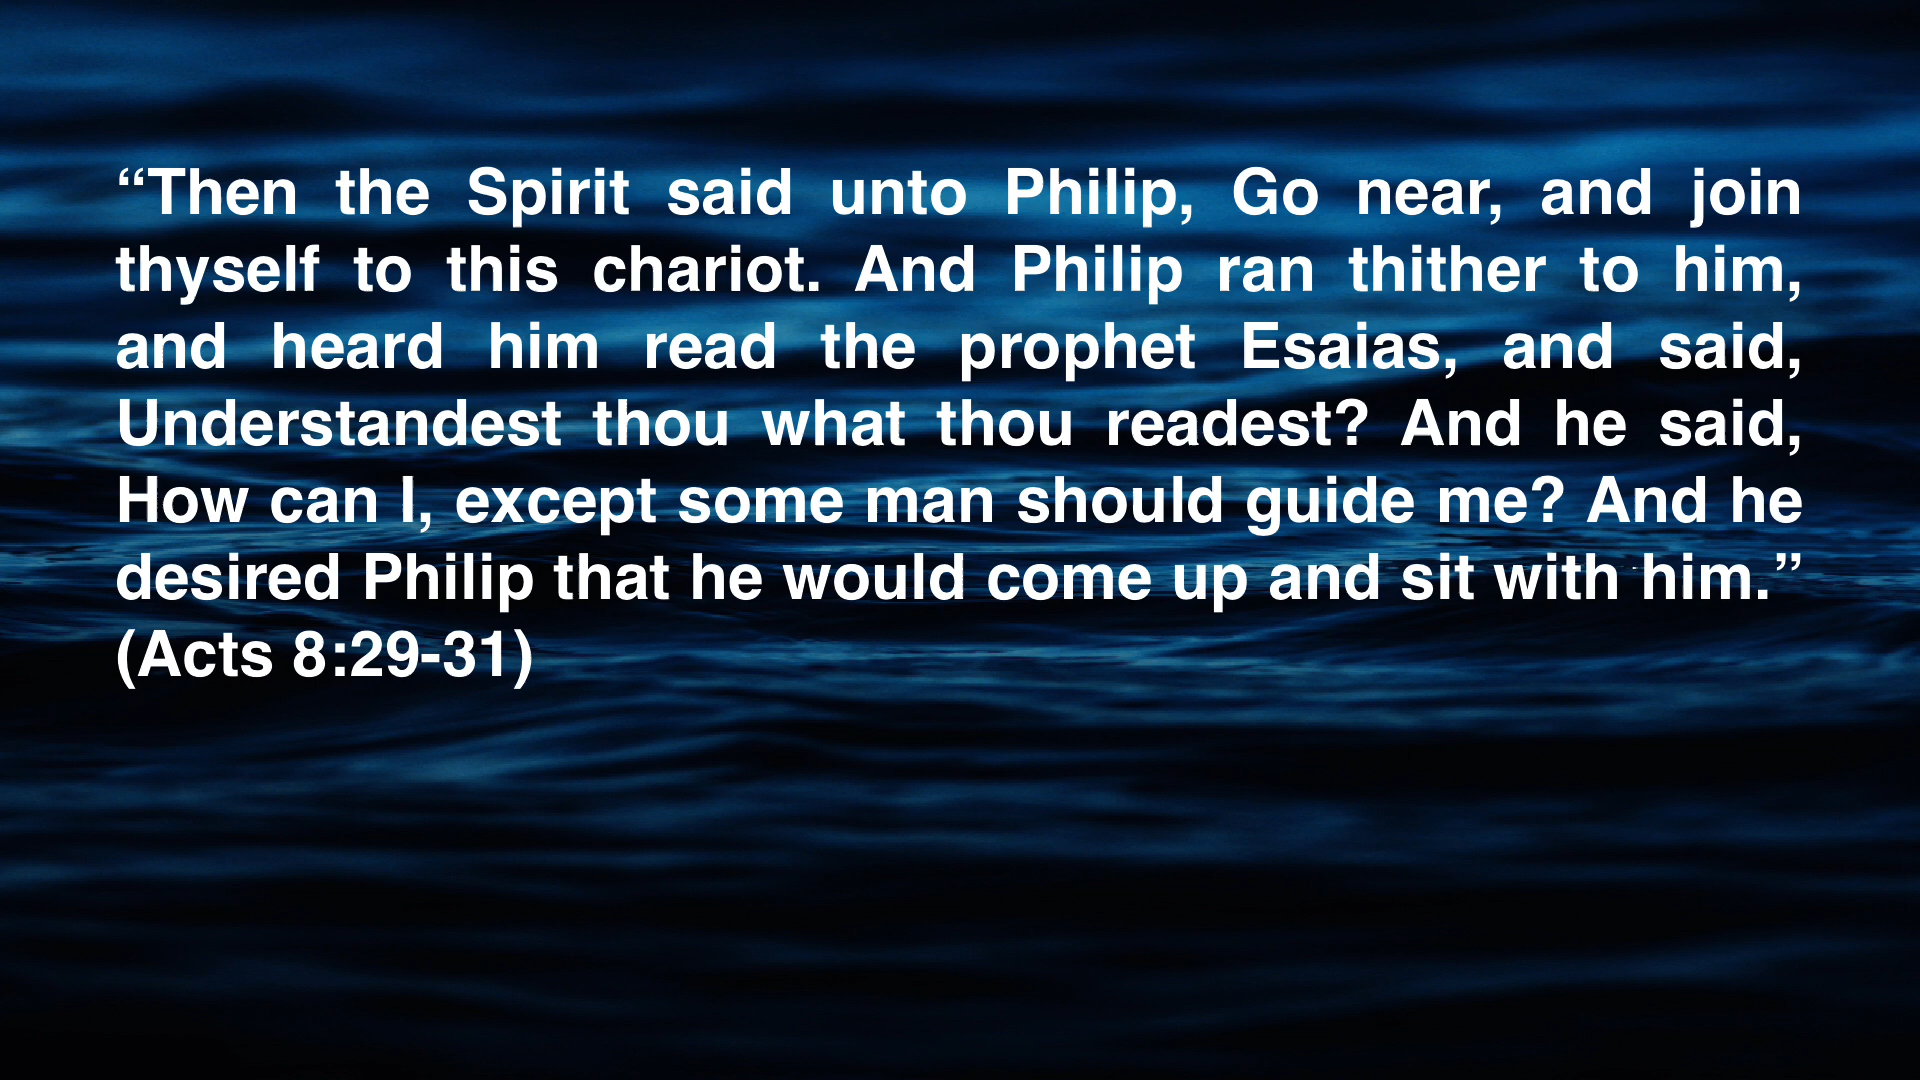 “Then the Spirit said unto Philip, Go near, and join
thyself to this chariot. And Philip ran thither to him,
and heard him read the prophet Esaias, and said,
Understandest thou what thou readest? And he said,
How can I, except some man should guide me? And he
desired Philip that he would come up and sit with him.”
(Acts 8:29-31)